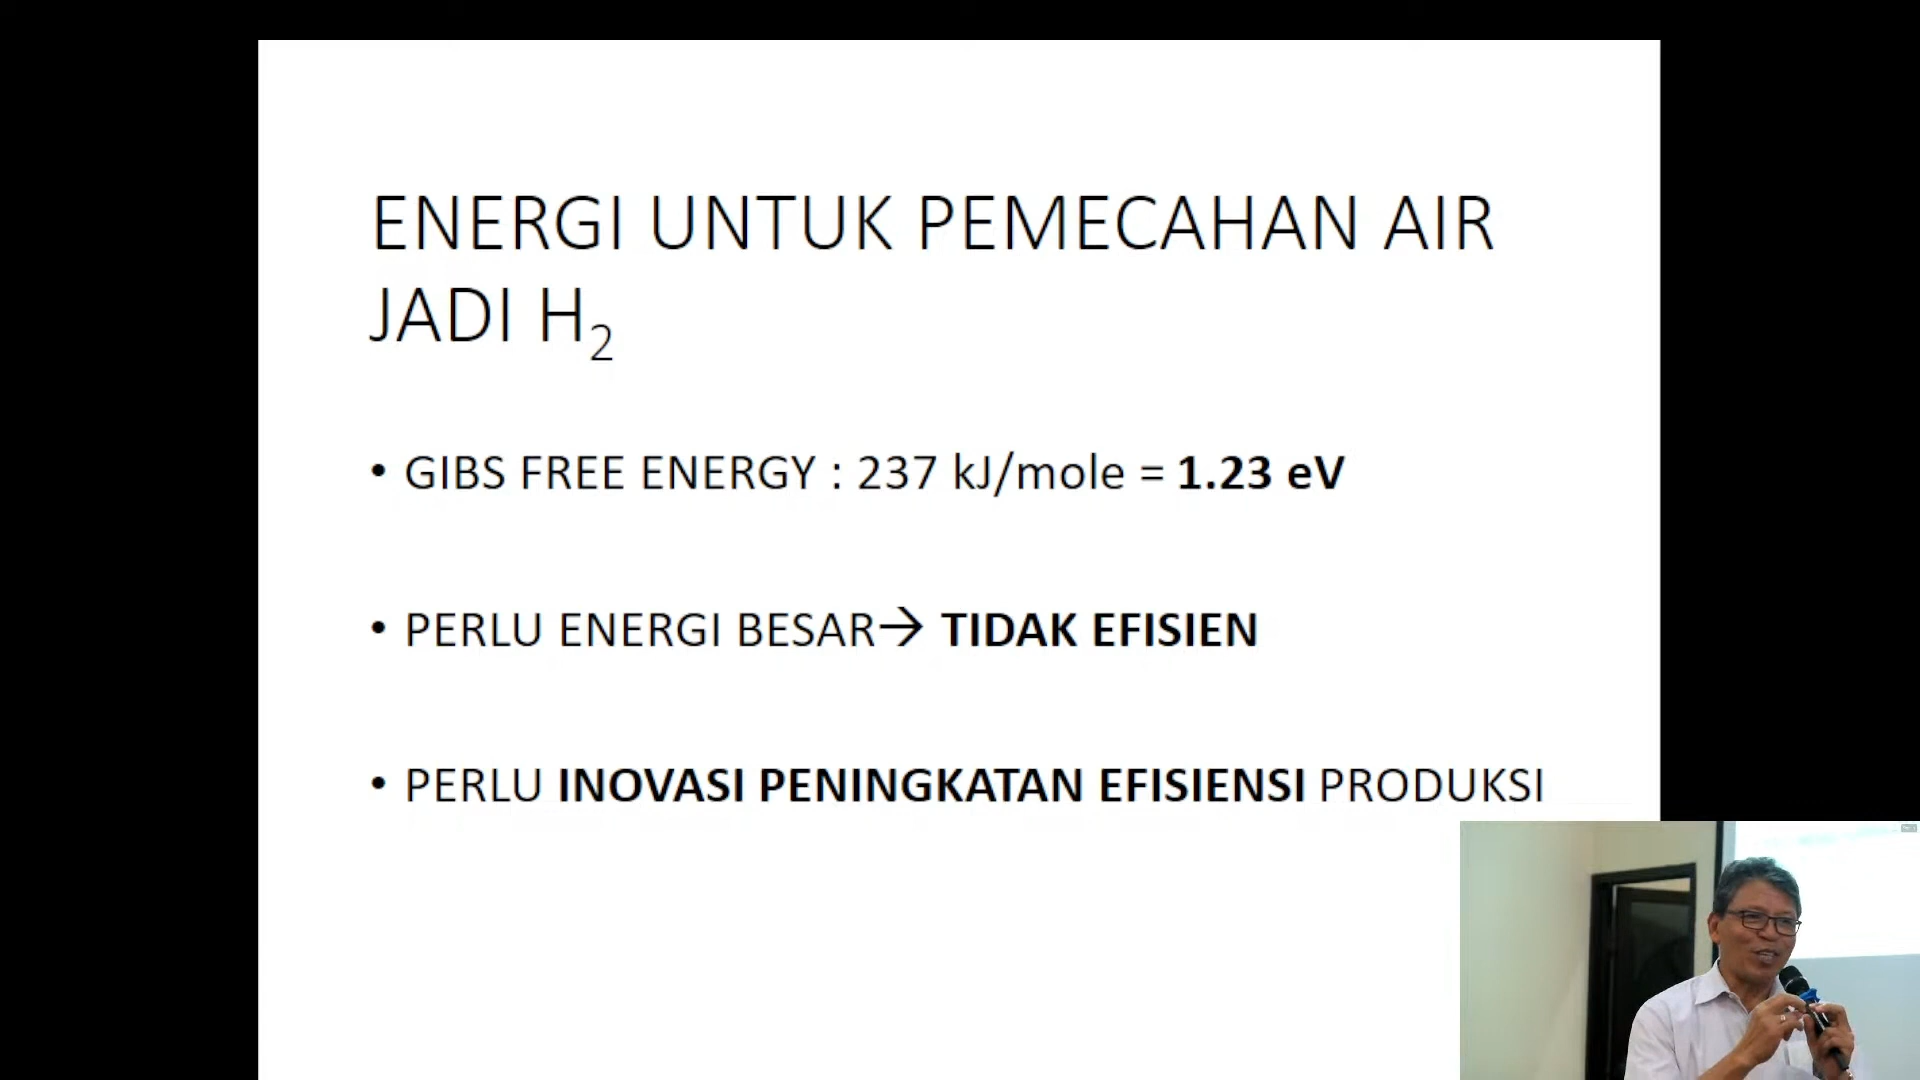 ENERGI UNTUK PEMECAHAN AIR
JADI H₂
• GIBS FREE ENERGY : 237 kJ/mole = 1.23 eV
• PERLU ENERGI BESAR→ TIDAK EFISIEN
• PERLU INOVASI PENINGKATAN EFISIENSI PRODUKSI